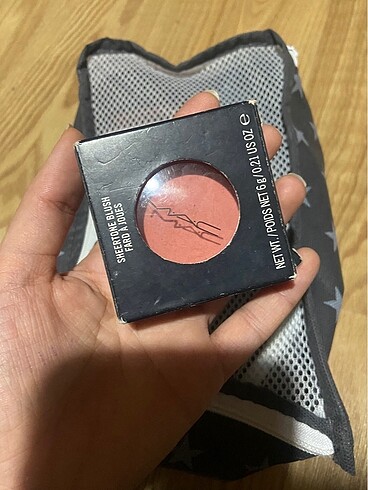 SHEERTONE BLUSH
FARD À JOUES
MAC
NET WT. / POIDS NET 6 g / 0.21 US OZ ℮